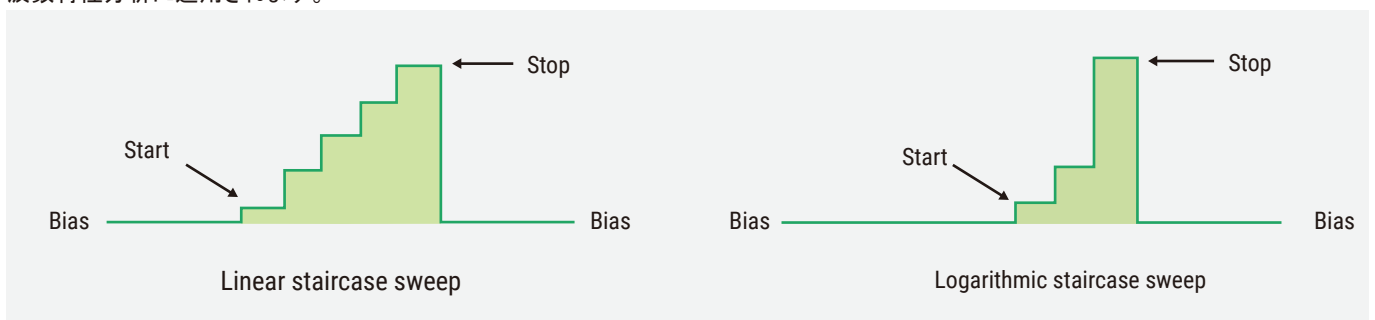 Stop
Start
Bias
Bias
Linear staircase sweep
Stop
Start
Bias
Bias
Logarithmic staircase sweep